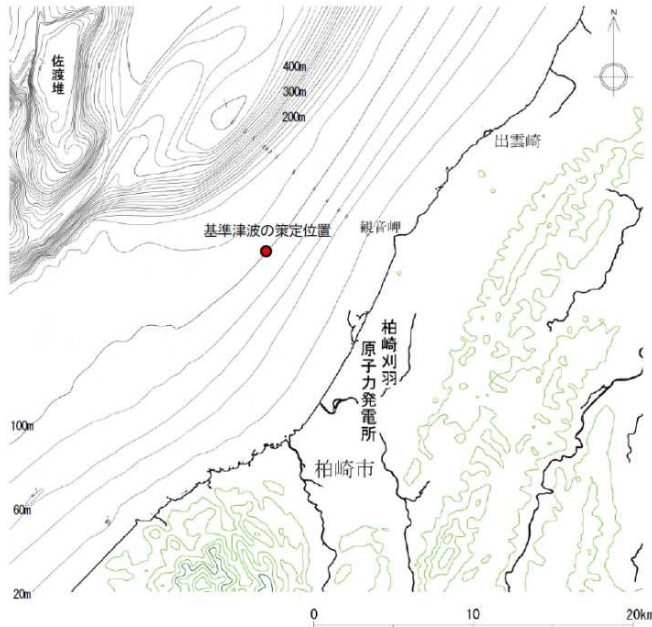 N
佐渡堆
400m
300m
200m
出雲崎
基準津波の策定位置
観音岬
柏崎刈羽
原子力発電所
100m
柏崎市
60m
20m
0
10
20km